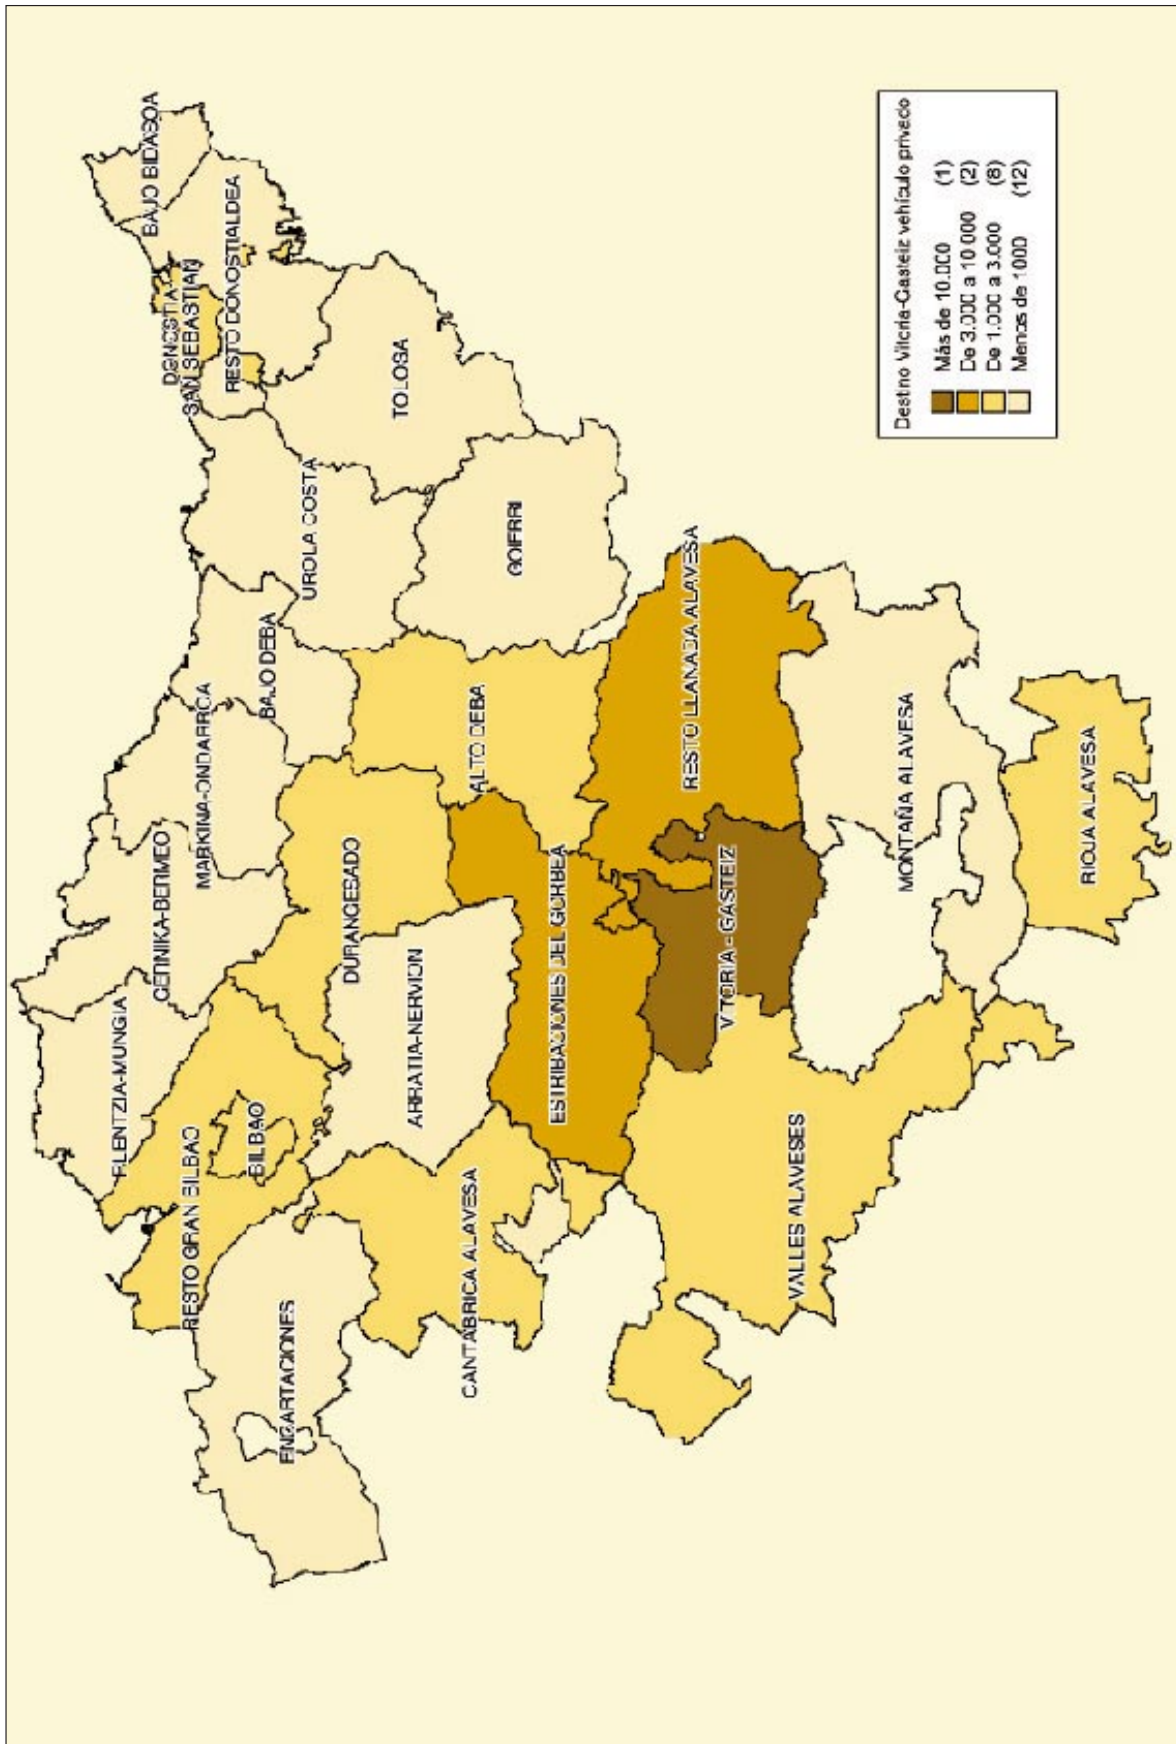 PLENTZIA-MUNGIA
BAJO BIDASOA
GERNIKA-BERMEO
DONOSTIA
SAN SEBASTIAN
RESTO GRAN BILBAO
MARKINA-ONDARROA
RESTO DONOSTIALDEA
BILBAO
BAJO DEBA
ENCARTACIONES
UROLA COSTA
DURANGESADO
TOLOSA
ARRATIA-NERVION
CANTABRICA ALAVESA
ALTO DEBA
GOIERRI
ESTRIBACIONES DEL GORBEA
RESTO LLANADA ALAVESA
VITORIA - GASTEIZ
VALLES ALAVESES
MONTAÑA ALAVESA
RIOJA ALAVESA
Destino Vitoria-Gasteiz vehículo privado
Más de 10.000 (1)
De 3.000 a 10.000 (2)
De 1.000 a 3.000 (8)
Menos de 1000 (12)